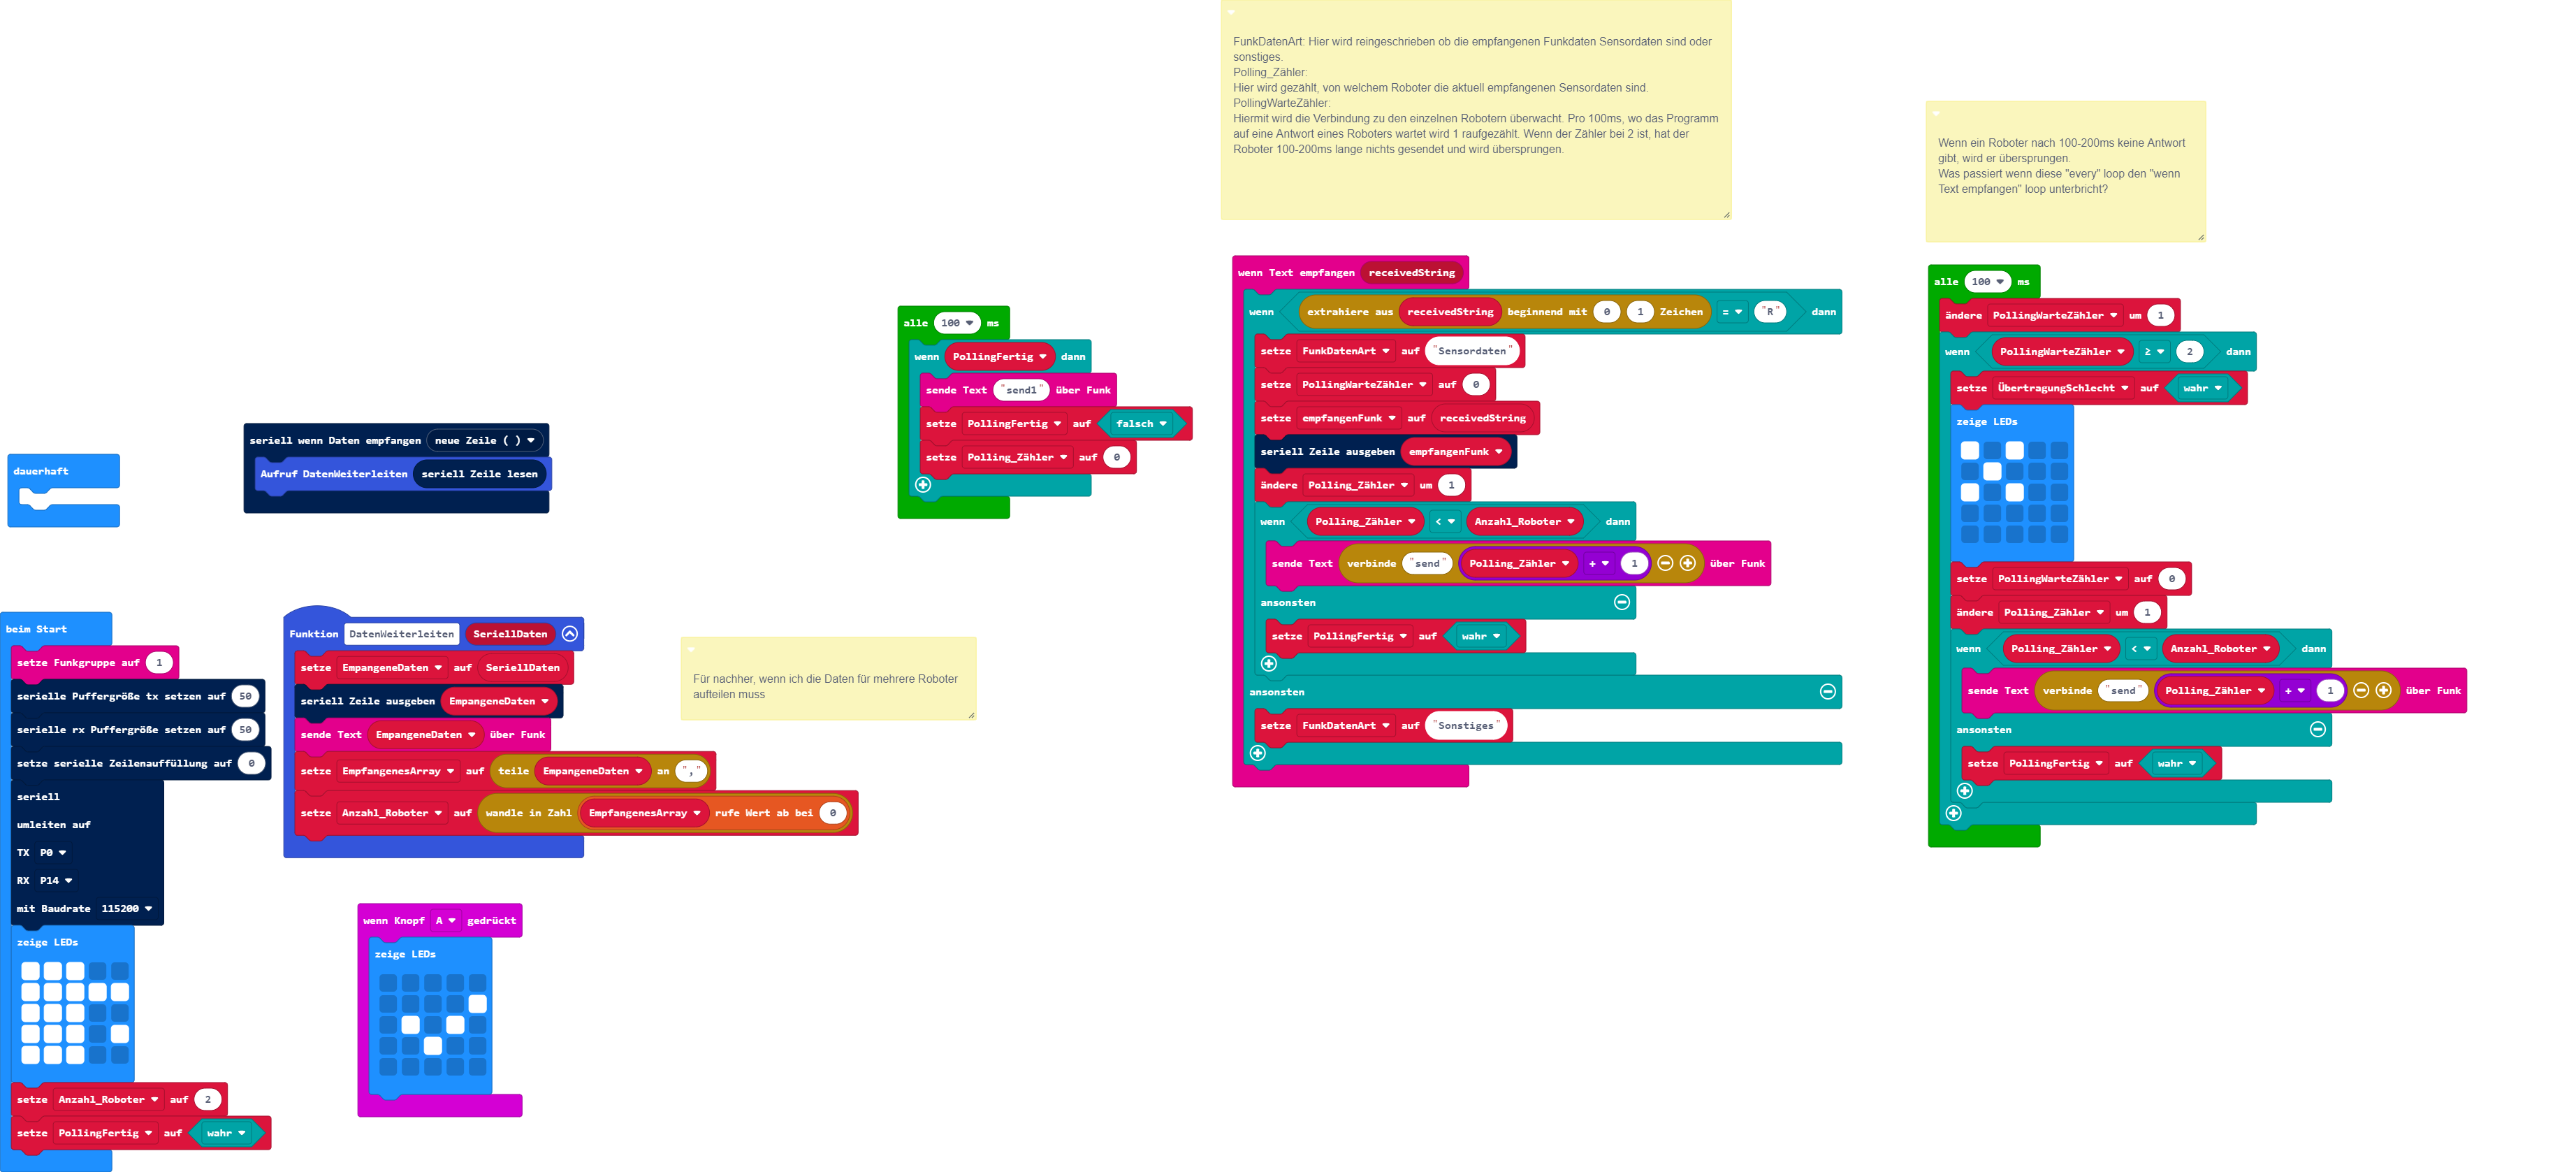 FunkDatenArt: Hier wird reingeschrieben ob die empfangenen Funkdaten Sensordaten sind oder
sonstiges.
Polling_Zähler:
Hier wird gezählt, von welchem Roboter die aktuell empfangenen Sensordaten sind.
PollingWarteZähler:
Hiermit wird die Verbindung zu den einzelnen Robotern überwacht. Pro 100ms, wo das Programm
auf eine Antwort eines Roboters wartet wird 1 raufgezählt. Wenn der Zähler bei 2 ist, hat der
Roboter 100-200ms lange nichts gesendet und wird übersprungen.
Wenn ein Roboter nach 100-200ms keine Antwort
gibt, wird er übersprungen.
Was passiert wenn diese "every" loop den "wenn
Text empfangen" loop unterbricht?
dauerhaft
seriell wenn Daten empfangen neue Zeile ( )
Aufruf DatenWeiterleiten seriell Zeile lesen
alle 100 ms
wenn PollingFertig dann
sende Text "send1" über Funk
setze PollingFertig auf falsch
setze Polling_Zähler auf 0
wenn Text empfangen receivedString
wenn extrahiere aus receivedString beginnend mit 0 1 Zeichen = "R" dann
setze FunkDatenArt auf "Sensordaten"
setze PollingWarteZähler auf 0
setze empfangenFunk auf receivedString
seriell Zeile ausgeben empfangenFunk
ändere Polling_Zähler um 1
wenn Polling_Zähler < Anzahl_Roboter dann
sende Text verbinde "send" Polling_Zähler + 1 über Funk
ansonsten
setze PollingFertig auf wahr
ansonsten
setze FunkDatenArt auf "Sonstiges"
alle 100 ms
ändere PollingWarteZähler um 1
wenn PollingWarteZähler ≥ 2 dann
setze ÜbertragungSchlecht auf wahr
zeige LEDs
setze PollingWarteZähler auf 0
ändere Polling_Zähler um 1
wenn Polling_Zähler < Anzahl_Roboter dann
sende Text verbinde "send" Polling_Zähler + 1 über Funk
ansonsten
setze PollingFertig auf wahr
beim Start
setze Funkgruppe auf 1
serielle Puffergröße tx setzen auf 50
serielle rx Puffergröße setzen auf 50
setze serielle Zeilenauffüllung auf 0
seriell
umleiten auf
TX P0
RX P14
mit Baudrate 115200
zeige LEDs
setze Anzahl_Roboter auf 2
setze PollingFertig auf wahr
Funktion DatenWeiterleiten SeriellDaten
setze EmpangeneDaten auf SeriellDaten
seriell Zeile ausgeben EmpangeneDaten
sende Text EmpangeneDaten über Funk
setze EmpfangenesArray auf teile EmpangeneDaten an ","
setze Anzahl_Roboter auf wandle in Zahl EmpfangenesArray rufe Wert ab bei 0
Für nachher, wenn ich die Daten für mehrere Roboter
aufteilen muss
wenn Knopf A gedrückt
zeige LEDs